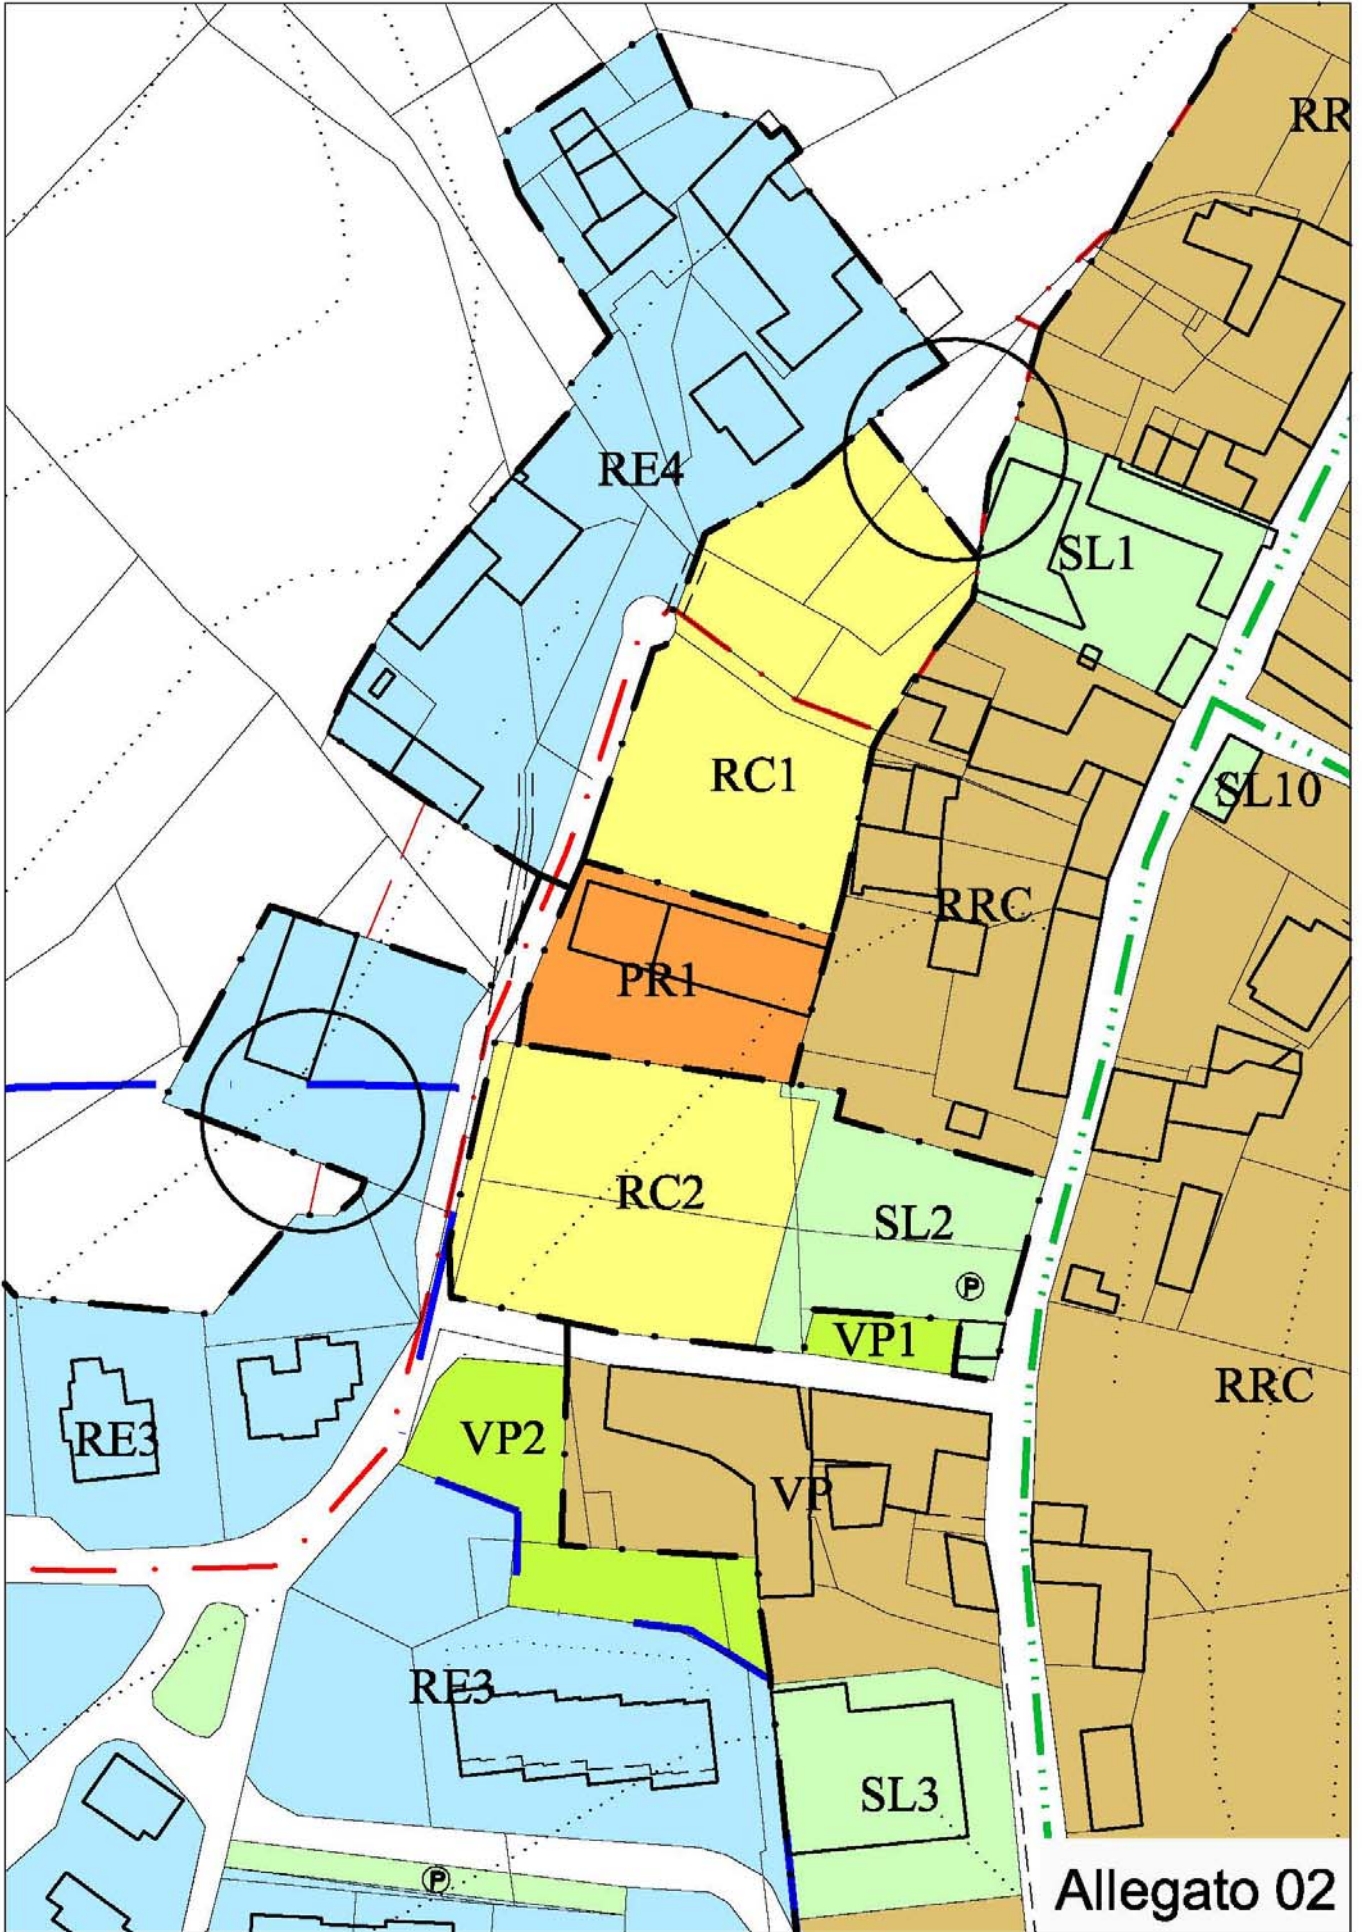 RR
RE4
SL1
RC1
SL10
RRC
PR1
RC2
SL2
P
VP1
RRC
RE3
VP2
VP
RE3
SL3
P
Allegato 02